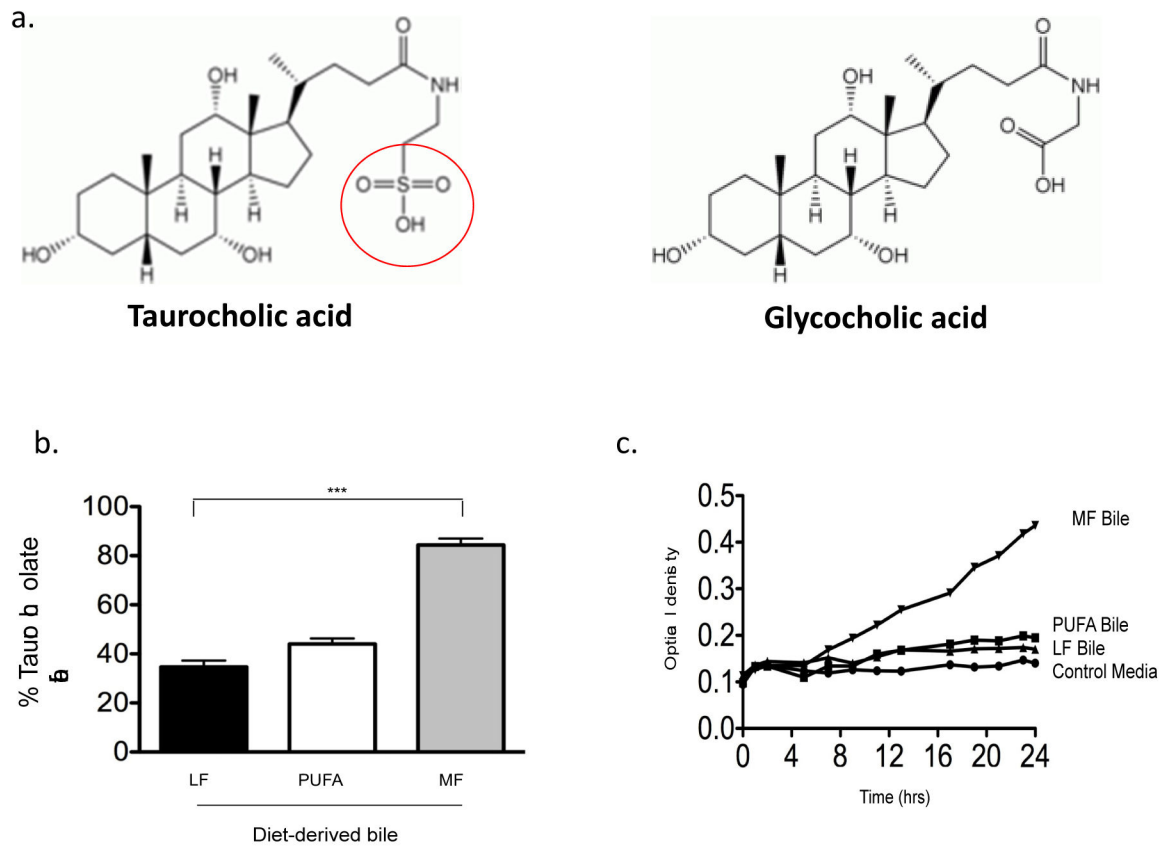 a.
O
OH
NH
O
S
O
H
H
H
OH
HO
OH
H
Taurocholic acid
O
OH
NH
O
H
OH
H
H
HO
OH
H
Glycocholic acid
b.
***
100
80
60
40
20
0
%
LF
PUFA
MF
Diet-derived bile
c.
0.5
0.4
0.3
0.2
0.1
0.0
density
0
4
8
12
16
20
24
Time (hrs)
MF Bile
PUFA Bile
LF Bile
Control Media